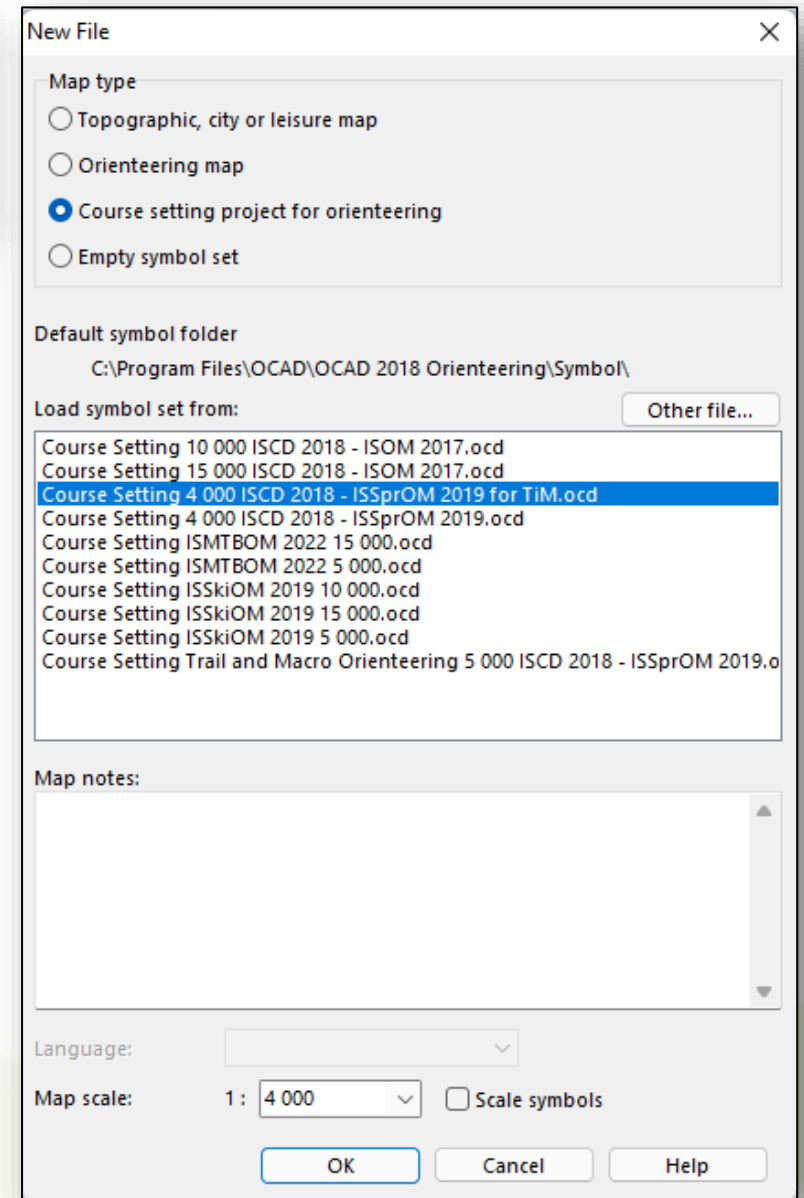 New File
Map type
Topographic, city or leisure map
Orienteering map
Course setting project for orienteering
Empty symbol set
Default symbol folder
C:\Program Files\OCAD\OCAD 2018 Orienteering\Symbol\
Load symbol set from:
Other file...
Course Setting 10 000 ISCD 2018 - ISOM 2017.ocd
Course Setting 15 000 ISCD 2018 - ISOM 2017.ocd
Course Setting 4 000 ISCD 2018 - ISSprOM 2019 for TiM.ocd
Course Setting 4 000 ISCD 2018 - ISSprOM 2019.ocd
Course Setting ISMTBOM 2022 15 000.ocd
Course Setting ISMTBOM 2022 5 000.ocd
Course Setting ISSkiOM 2019 10 000.ocd
Course Setting ISSkiOM 2019 15 000.ocd
Course Setting ISSkiOM 2019 5 000.ocd
Course Setting Trail and Macro Orienteering 5 000 ISCD 2018 - ISSprOM 2019.o
Map notes:
Language:
Map scale: 1 : 4 000 Scale symbols
OK Cancel Help